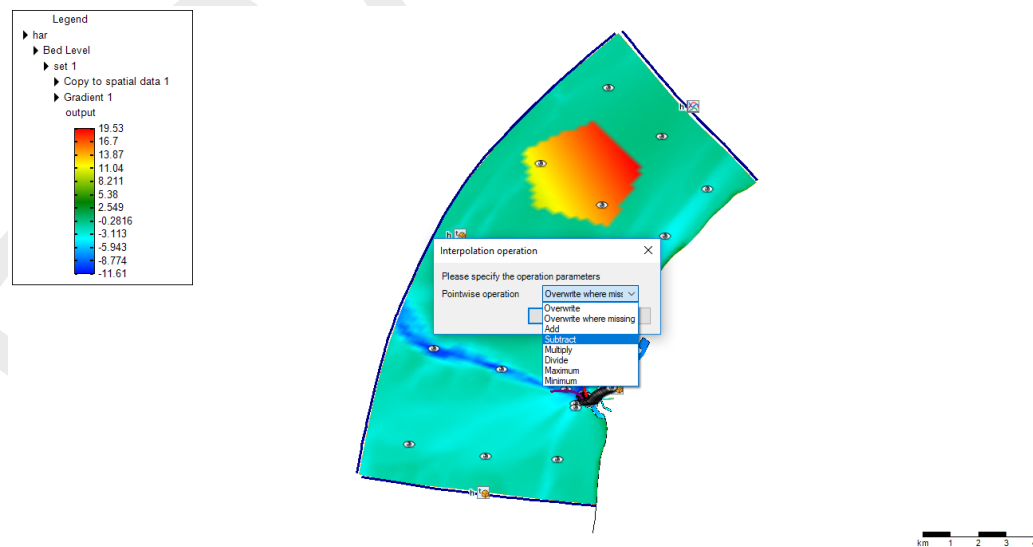 Legend
har
Bed Level
set 1
Copy to spatial data 1
Gradient 1
output
19.53
16.7
13.87
11.04
8.211
5.38
2.549
-0.2816
-3.113
-5.943
-8.774
-11.61
h
h
Interpolation operation
Please specify the operation parameters
Pointwise operation
Overwrite where miss
Overwrite
Overwrite where missing
Add
Subtract
Multiply
Divide
Maximum
Minimum
h
km 1 2 3